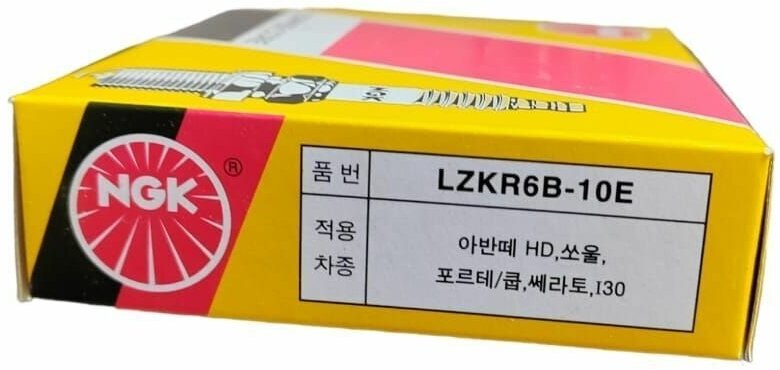 NGK
NGK
®
품 번
LZKR6B-10E
적용
차종
아반떼 HD,쏘울,
포르테/쿱,쎄라토,I30